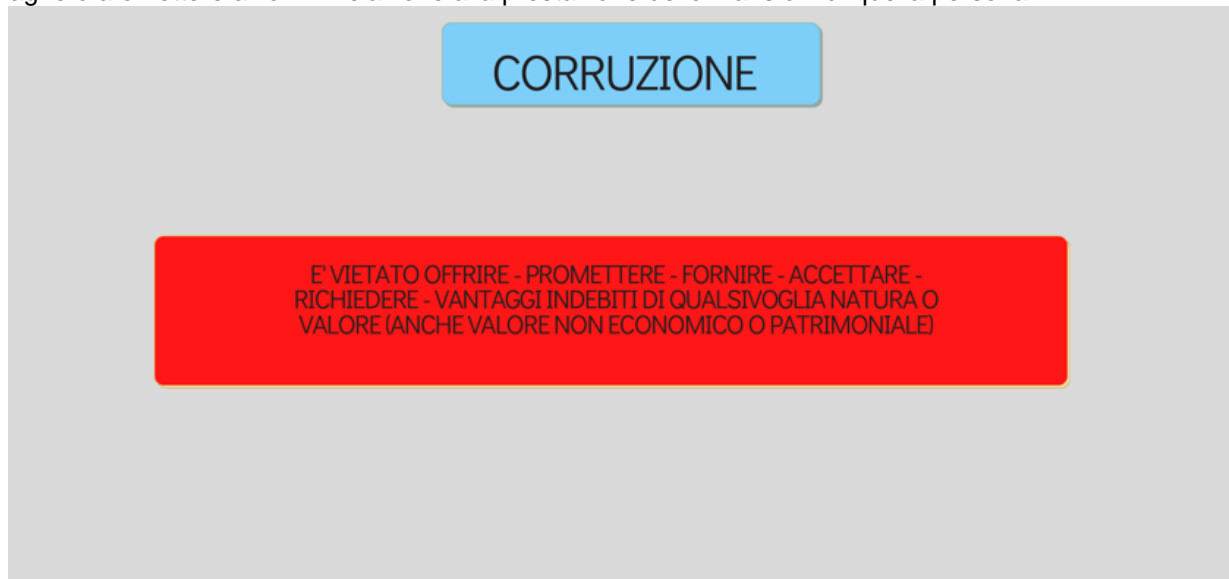 CORRUZIONE
E' VIETATO OFFRIRE - PROMETTERE - FORNIRE - ACCETTARE -
RICHIEDERE - VANTAGGI INDEBITI DI QUALSIVOGLIA NATURA O
VALORE (ANCHE VALORE NON ECONOMICO O PATRIMONIALE)